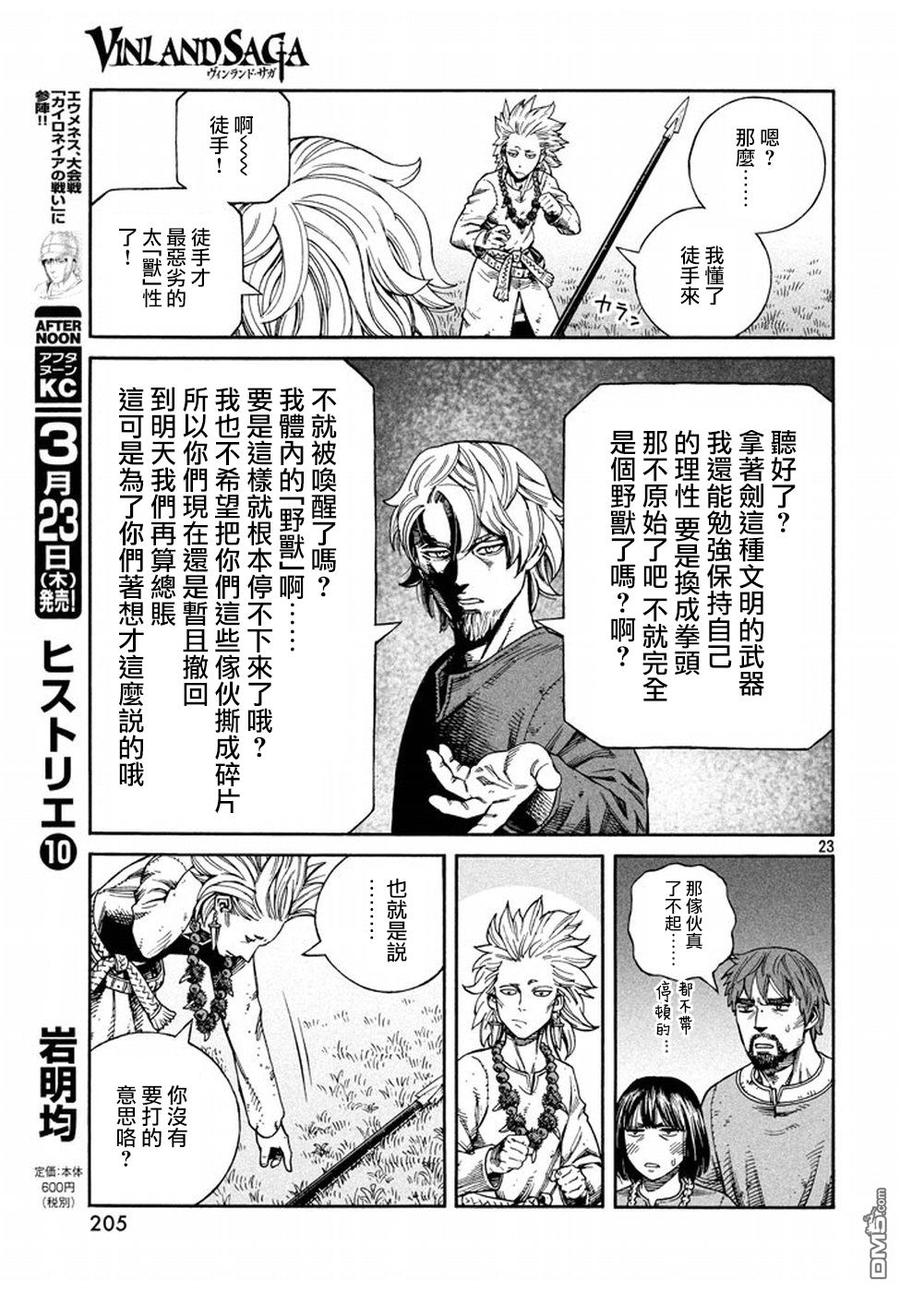 VINLAND SAGA
ヴィンランド・サガ
嗯？
那麼……
我懂了
徒手來
カラン
啊～～～
徒手！
徒手才
最惡劣的
太「獸」性
了！
聽好了？
拿著劍這種文明的武器
我還能勉強保持自己
的理性 要是換成拳頭
那不原始了吧 不就完全
是個野獸了嗎？啊？
不就被喚醒了嗎？
我體內的「野獸」啊……
要是這樣就根本停不下來了哦？
我也不希望把你們這些傢伙撕成碎片
所以你們現在還是暫且撤回
到明天我們再算總賬
這可是為了你們著想才這麼説的哦
23
那傢伙真
了不起……
都不帶
停頓的…
也就是説
………
你沒有
要打的
意思咯？
エウメネス、大会戦
「カイロネイアの戦い」に
参陣!!
AFTER
NOON
アフタ
ヌーン
KC
3月23日(木)発売!
ヒストリエ⑩
岩明均
定価:本体
600円
(税別)
205
DM5.com